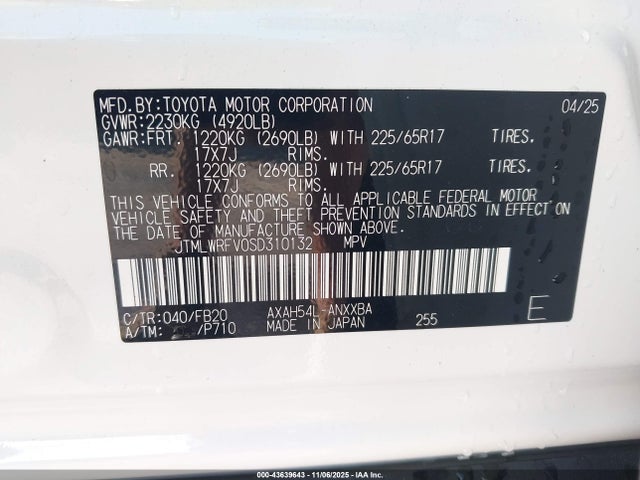 MFD.BY:TOYOTA MOTOR CORPORATION 04/25
GVWR:2230KG (4920LB)
GAWR:FRT. 1220KG (2690LB) WITH 225/65R17 TIRES.
17X7J RIMS.
RR. 1220KG (2690LB) WITH 225/65R17 TIRES.
17X7J RIMS.
THIS VEHICLE CONFORMS TO ALL APPLICABLE FEDERAL MOTOR
VEHICLE SAFETY AND THEFT PREVENTION STANDARDS IN EFFECT ON
THE DATE OF MANUFACTURE SHOWN ABOVE.
JTMLWRFV0SD310132 MPV
C/TR:040/FB20 AXAH54L-ANXXBA
A/TM: /P710 MADE IN JAPAN 255 E
000-43639643 - 11/06/2025 - IAA Inc.